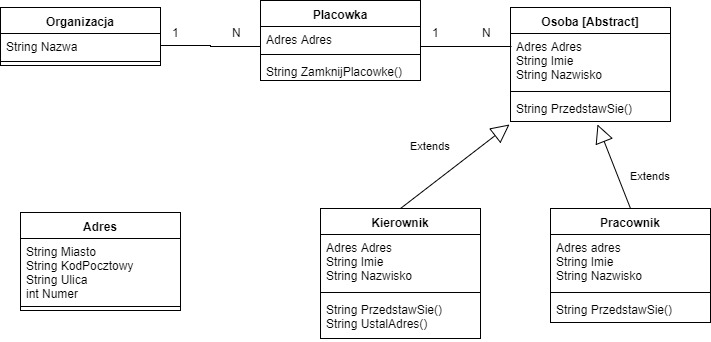 Organizacja
String Nazwa
1
N
Placowka
Adres Adres
String ZamknijPlacowke()
1
N
Osoba [Abstract]
Adres Adres
String Imie
String Nazwisko
String PrzedstawSie()
Extends
Extends
Adres
String Miasto
String KodPocztowy
String Ulica
int Numer
Kierownik
Adres Adres
String Imie
String Nazwisko
String PrzedstawSie()
String UstalAdres()
Pracownik
Adres adres
String Imie
String Nazwisko
String PrzedstawSie()